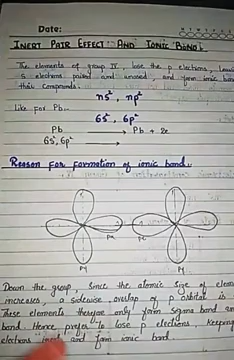 Date:
INERT PAIR EFFECT AND IONIC BOND:
The elements of group IV lose the p electrons, leaving
s electrons paired and unused and form ionic bond
their compounds.
ns², np²
like for Pb..
6s², 6p²
Pb → Pb + 2e
6s², 6p²
Reason for formation of ionic bond..
Px Px
Py Py
Down the group, since the atomic size of elements
increases, a sidewise overlap of p orbital is
These elements therefore only form sigma bond and
bond. Hence prefer to lose p electrons, keeping
electrons inert and form ionic bond.